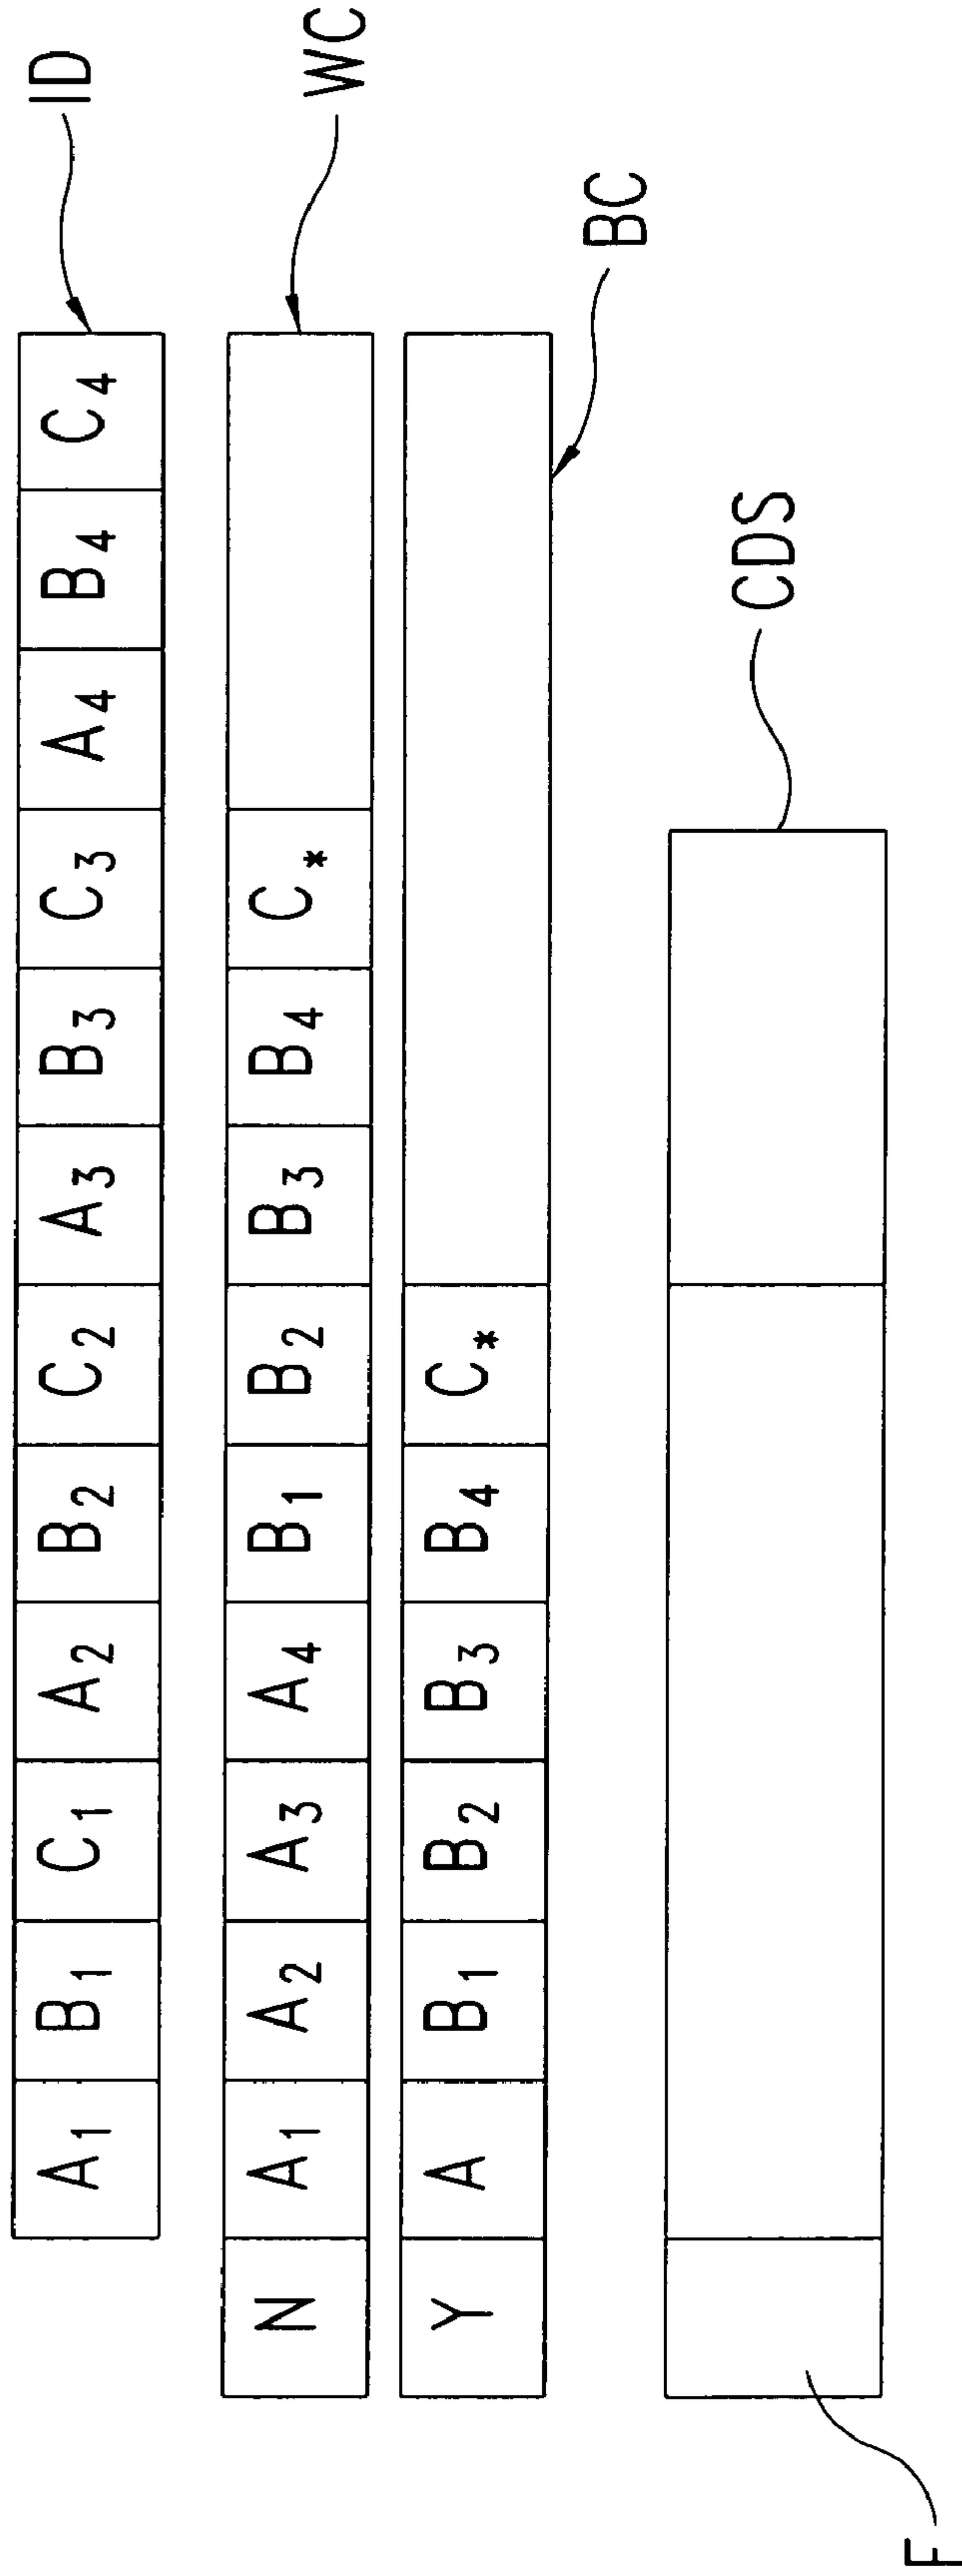 A1 B1 C1 A2 B2 C2 A3 B3 C3 A4 B4 C4 ID
N A1 A2 A3 A4 B1 B2 B3 B4 C* WC
Y A B1 B2 B3 B4 C* BC
CDS
F